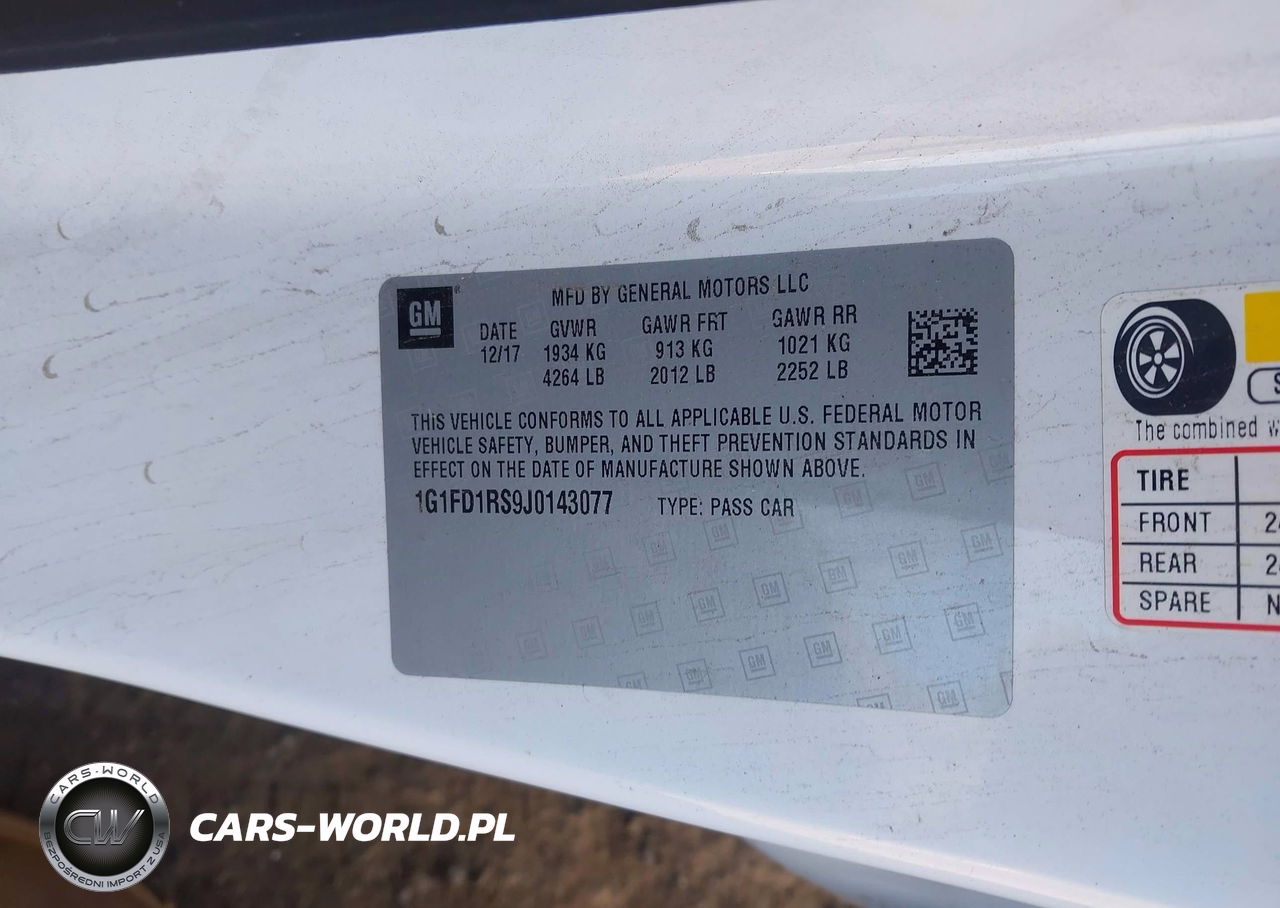 GM
MFD BY GENERAL MOTORS LLC
DATE GVWR GAWR FRT GAWR RR
12/17 1934 KG 913 KG 1021 KG
4264 LB 2012 LB 2252 LB
THIS VEHICLE CONFORMS TO ALL APPLICABLE U.S. FEDERAL MOTOR
VEHICLE SAFETY, BUMPER, AND THEFT PREVENTION STANDARDS IN
EFFECT ON THE DATE OF MANUFACTURE SHOWN ABOVE.
1G1FD1RS9J0143077 TYPE: PASS CAR
The combined
TIRE
FRONT
REAR
SPARE
CARS-WORLD
CW
BEZPOŚREDNI IMPORT Z USA
CARS-WORLD.PL